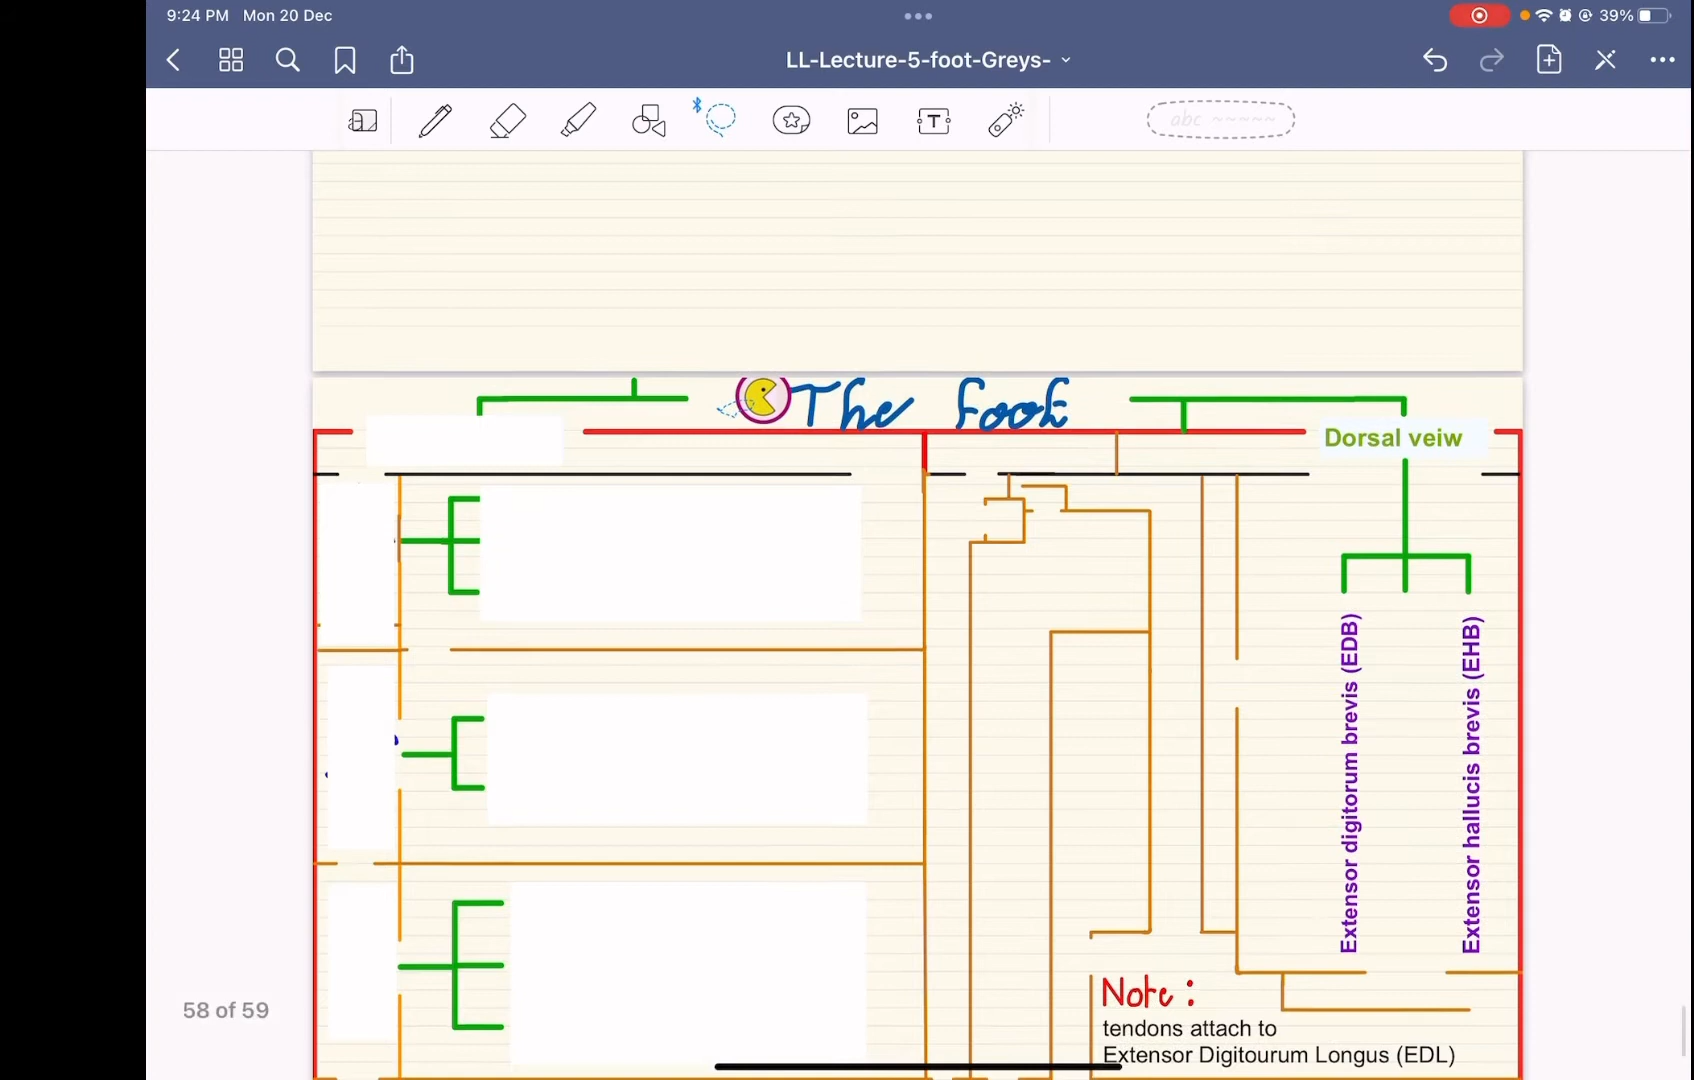 9:24 PM Mon 20 Dec
39%
LL-Lecture-5-foot-Greys-
T
abc
The foot
Dorsal veiw
Extensor digitorum brevis (EDB)
Extensor hallucis brevis (EHB)
Note :
tendons attach to
Extensor Digitourum Longus (EDL)
58 of 59